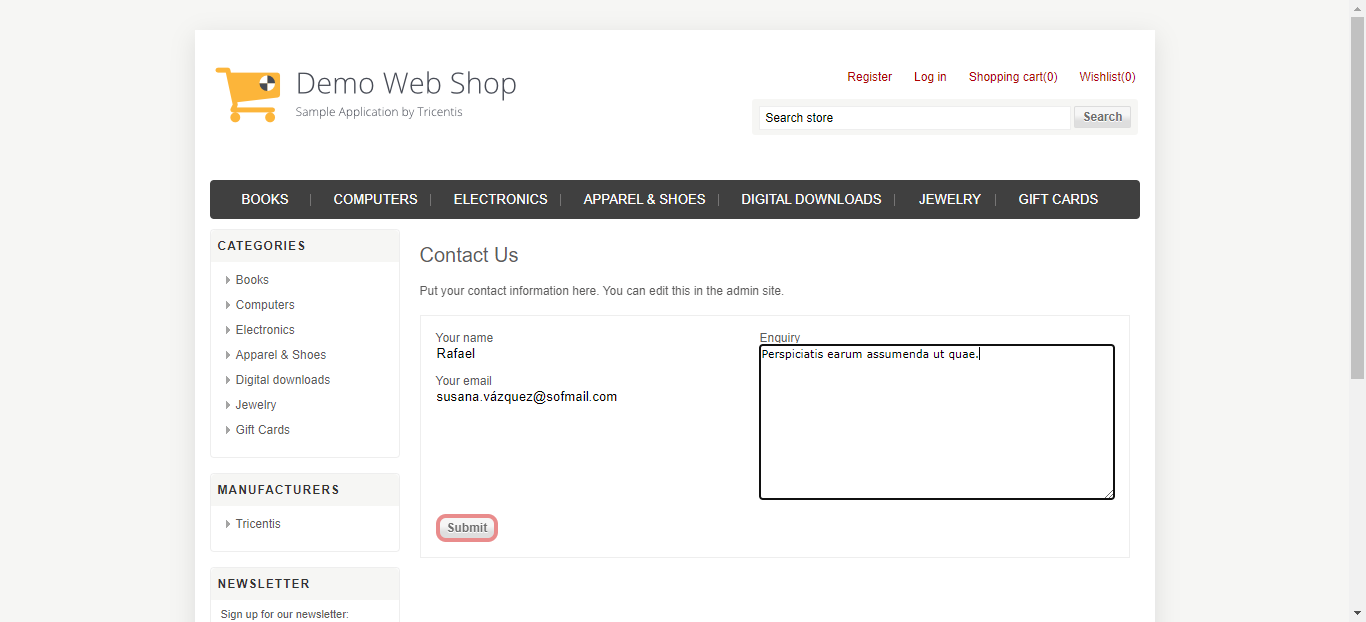 Demo Web Shop
Sample Application by Tricentis
Register Log in Shopping cart(0) Wishlist(0)
Search store Search
BOOKS COMPUTERS ELECTRONICS APPAREL & SHOES DIGITAL DOWNLOADS JEWELRY GIFT CARDS
CATEGORIES
Books
Computers
Electronics
Apparel & Shoes
Digital downloads
Jewelry
Gift Cards
MANUFACTURERS
Tricentis
NEWSLETTER
Sign up for our newsletter:
Contact Us
Put your contact information here. You can edit this in the admin site.
Your name
Rafael
Your email
susana.vázquez@sofmail.com
Enquiry
Perspiciatis earum assumenda ut quae.
Submit